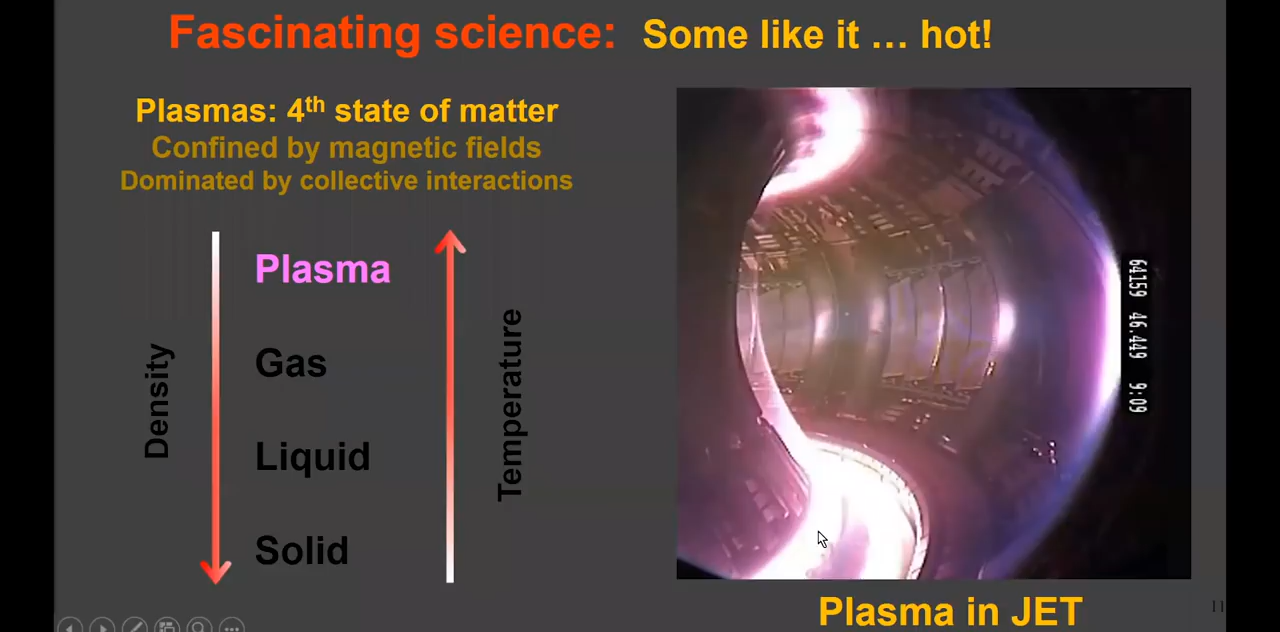 Fascinating science: Some like it … hot!
Plasmas: 4th state of matter
Confined by magnetic fields
Dominated by collective interactions
Density
Plasma
Gas
Liquid
Solid
Temperature
64159 46.449 9:09
Plasma in JET
11